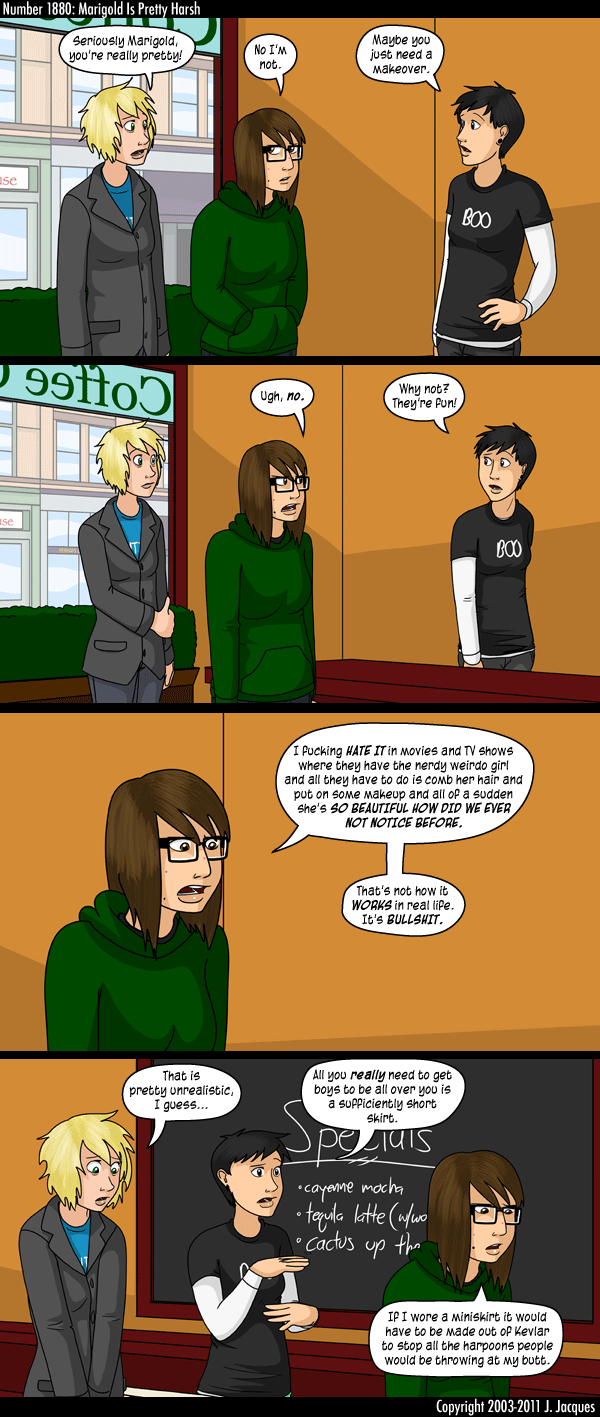 Number 1880: Marigold Is Pretty Harsh
Seriously Marigold,
you're really pretty!
No I'm
not.
Maybe you
just need a
makeover.
BOO
Coffee
Ugh, no.
Why not?
They're fun!
BOO
I fucking HATE IT in movies and TV shows
where they have the nerdy weirdo girl
and all they have to do is comb her hair and
put on some makeup and all of a sudden
she's SO BEAUTIFUL HOW DID WE EVER
NOT NOTICE BEFORE.
That's not how it
WORKS in real life.
It's BULLSHIT.
That is
pretty unrealistic,
I guess...
All you really need to get
boys to be all over you is
a sufficiently short
skirt.
Specials
• cayenne mocha
• tequila latte (w/wo
• cactus up the
If I wore a miniskirt it would
have to be made out of Kevlar
to stop all the harpoons people
would be throwing at my butt.
Copyright 2003-2011 J. Jacques